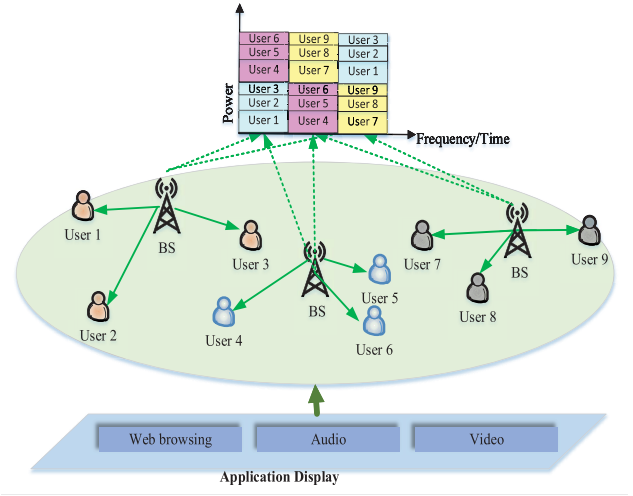 User 6 User 9 User 3
User 5 User 8 User 2
User 4 User 7 User 1
User 3 User 6 User 9
User 2 User 5 User 8
User 1 User 4 User 7
Power
Frequency/Time
User 1
BS
User 3
User 2
User 4
BS
User 5
User 6
User 7
BS
User 9
User 8
Web browsing Audio Video
Application Display